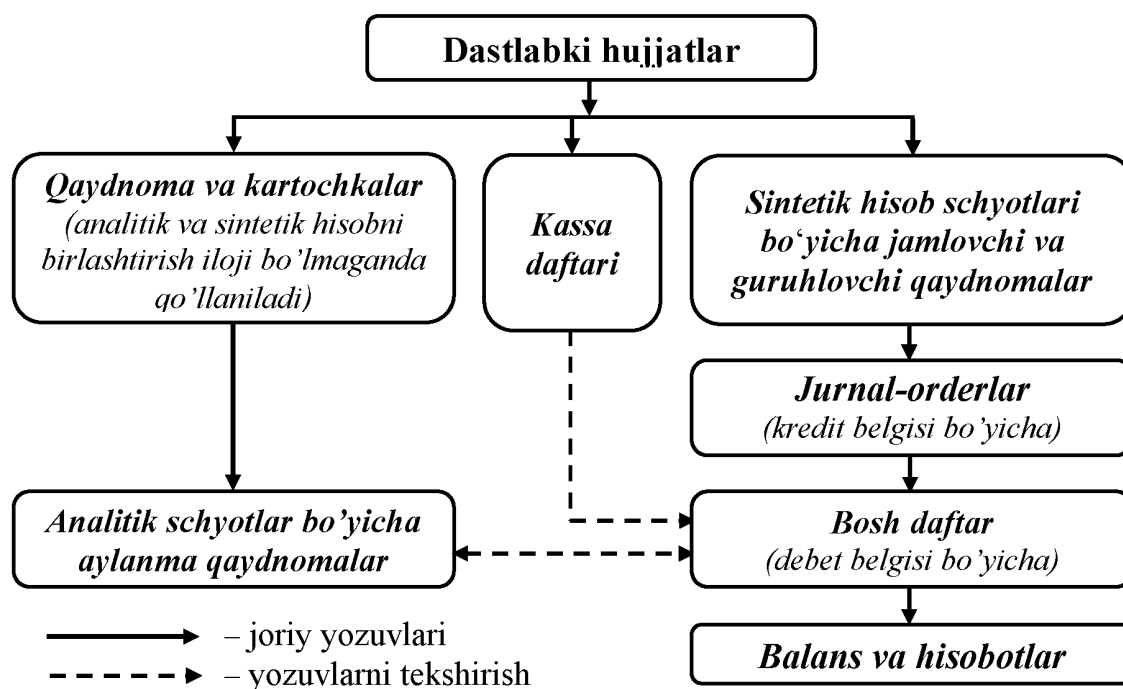 Dastlabki hujjatlar
Qaydnoma va kartochkalar
(analitik va sintetik hisobni
birlashtirish iloji bo’lmaganda
qo’llaniladi)
Kassa
daftari
Sintetik hisob schyotlari
bo‘yicha jamlovchi va
guruhlovchi qaydnomalar
Jurnal-orderlar
(kredit belgisi bo’yicha)
Analitik schyotlar bo’yicha
aylanma qaydnomalar
Bosh daftar
(debet belgisi bo’yicha)
Balans va hisobotlar
– joriy yozuvlari
– yozuvlarni tekshirish